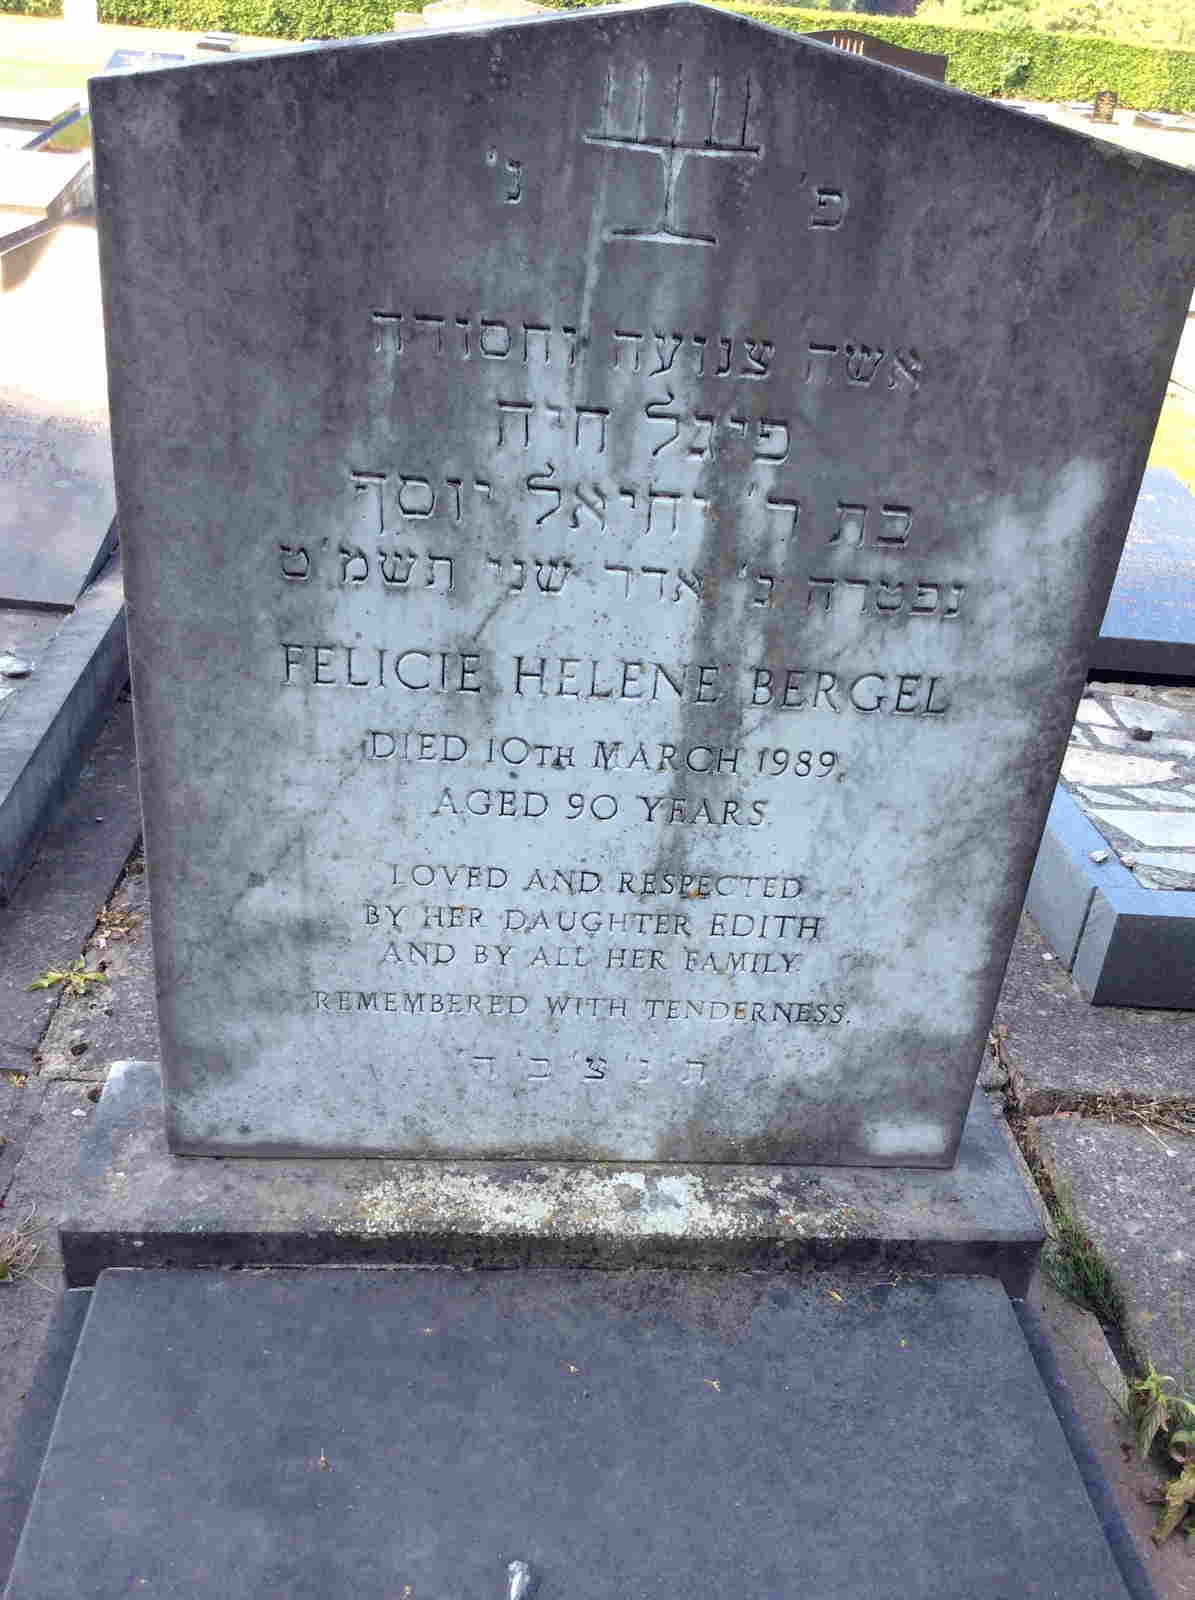 פ' נ'
אשה צנועה וחסודה
פיגל חיה
בת ר' יחיאל יוסף
נפטרה ג' אדר שני תשמ"ט
FELICIE HELENE BERGEL
DIED 10TH MARCH 1989
AGED 90 YEARS
LOVED AND RESPECTED
BY HER DAUGHTER EDITH
AND BY ALL HER FAMILY.
REMEMBERED WITH TENDERNESS.
ת' נ' צ' ב' ה'